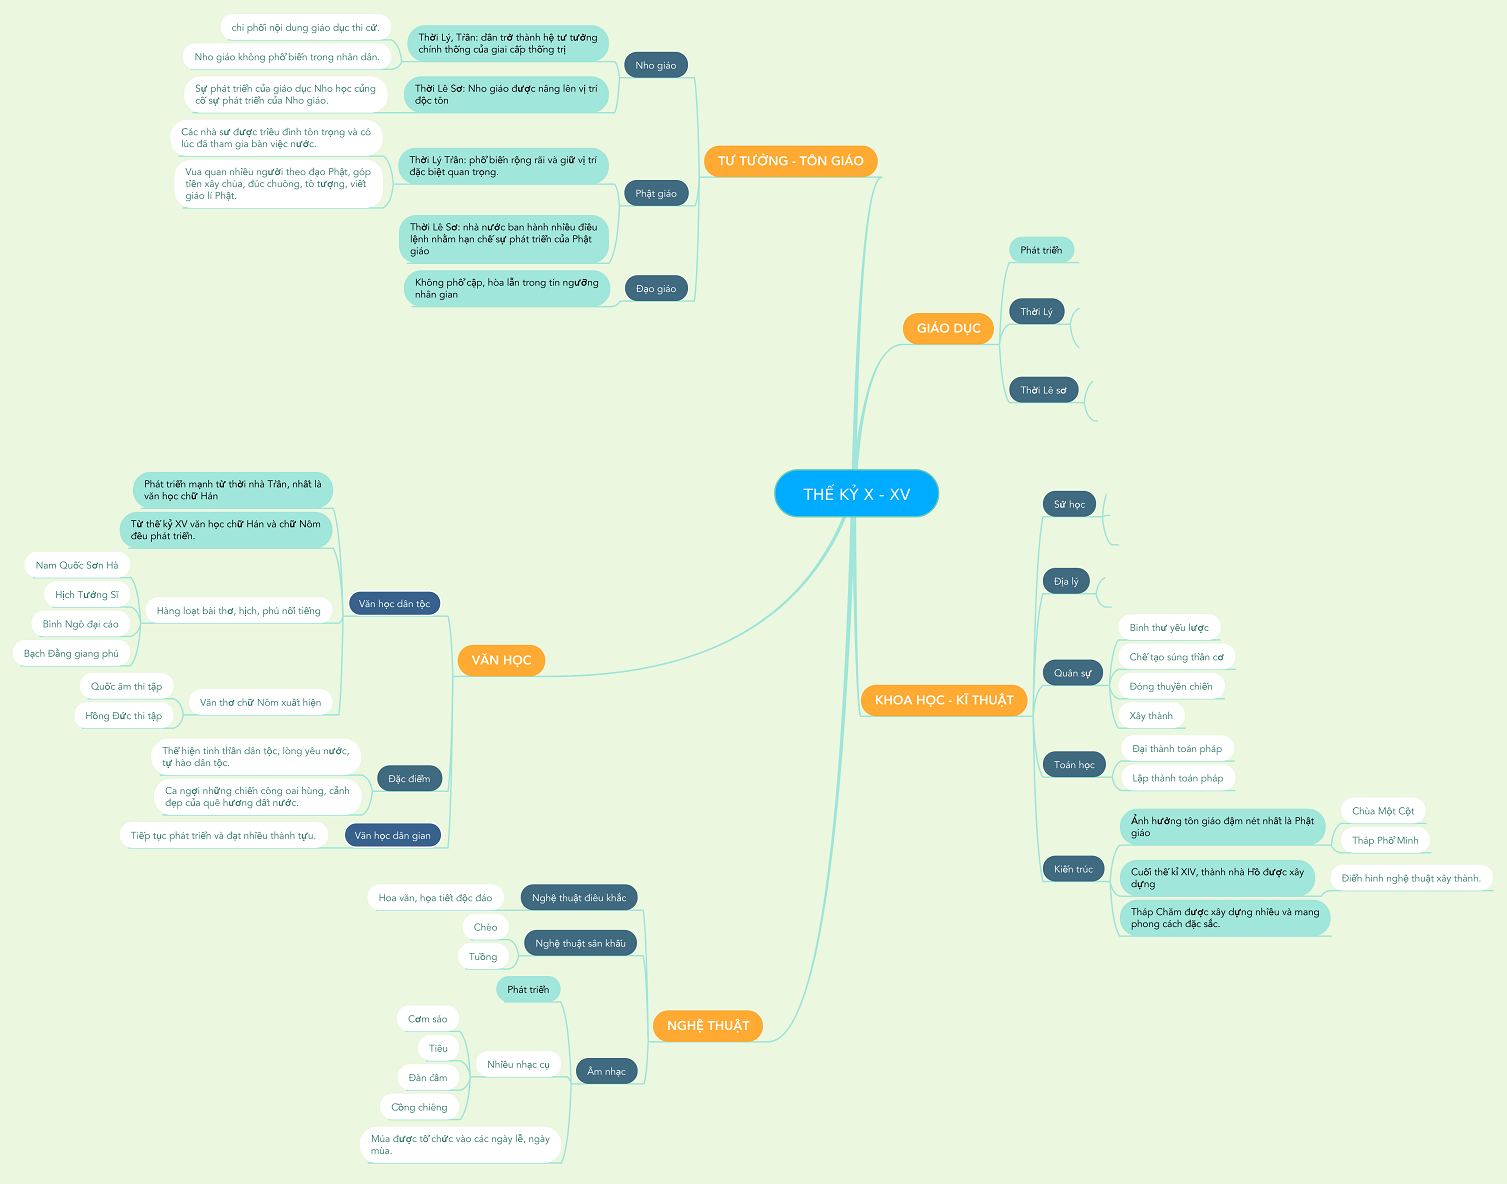 THẾ KỶ X - XV
TƯ TƯỞNG - TÔN GIÁO
Nho giáo
Thời Lý, Trần: dần trở thành hệ tư tưởng
chính thống của giai cấp thống trị
chi phối nội dung giáo dục thi cử.
Nho giáo không phổ biến trong nhân dân.
Thời Lê Sơ: Nho giáo được nâng lên vị trí
độc tôn
Sự phát triển của giáo dục Nho học củng
cố sự phát triển của Nho giáo.
Phật giáo
Thời Lý Trần: phổ biến rộng rãi và giữ vị trí
đặc biệt quan trọng.
Các nhà sư được triều đình tôn trọng và có
lúc đã tham gia bàn việc nước.
Vua quan nhiều người theo đạo Phật, góp
tiền xây chùa, đúc chuông, tô tượng, viết
giáo lí Phật.
Thời Lê Sơ: nhà nước ban hành nhiều điều
lệnh nhằm hạn chế sự phát triển của Phật
giáo
Đạo giáo
Không phổ cập, hòa lẫn trong tín ngưỡng
nhân gian
GIÁO DỤC
Phát triển
Thời Lý
Thời Lê sơ
VĂN HỌC
Văn học dân tộc
Phát triển mạnh từ thời nhà Trần, nhất là
văn học chữ Hán
Từ thế kỷ XV văn học chữ Hán và chữ Nôm
đều phát triển.
Hàng loạt bài thơ, hịch, phú nổi tiếng
Nam Quốc Sơn Hà
Hịch Tướng Sĩ
Bình Ngô đại cáo
Bạch Đằng giang phú
Văn thơ chữ Nôm xuất hiện
Quốc âm thi tập
Hồng Đức thi tập
Đặc điểm
Thể hiện tinh thần dân tộc, lòng yêu nước,
tự hào dân tộc.
Ca ngợi những chiến công oai hùng, cảnh
đẹp của quê hương đất nước.
Văn học dân gian
Tiếp tục phát triển và đạt nhiều thành tựu.
KHOA HỌC - KĨ THUẬT
Sử học
Địa lý
Quân sự
Binh thư yếu lược
Chế tạo súng thần cơ
Đóng thuyền chiến
Xây thành
Toán học
Đại thành toán pháp
Lập thành toán pháp
Kiến trúc
Ảnh hưởng tôn giáo đậm nét nhất là Phật
giáo
Chùa Một Cột
Tháp Phổ Minh
Cuối thế kỉ XIV, thành nhà Hồ được xây
dựng
Điển hình nghệ thuật xây thành.
Tháp Chăm được xây dựng nhiều và mang
phong cách đặc sắc.
NGHỆ THUẬT
Nghệ thuật điêu khắc
Hoa văn, họa tiết độc đáo
Nghệ thuật sân khấu
Chèo
Tuồng
Âm nhạc
Phát triển
Nhiều nhạc cụ
Cơm sáo
Tiêu
Đàn cầm
Cồng chiêng
Múa được tổ chức vào các ngày lễ, ngày
mùa.